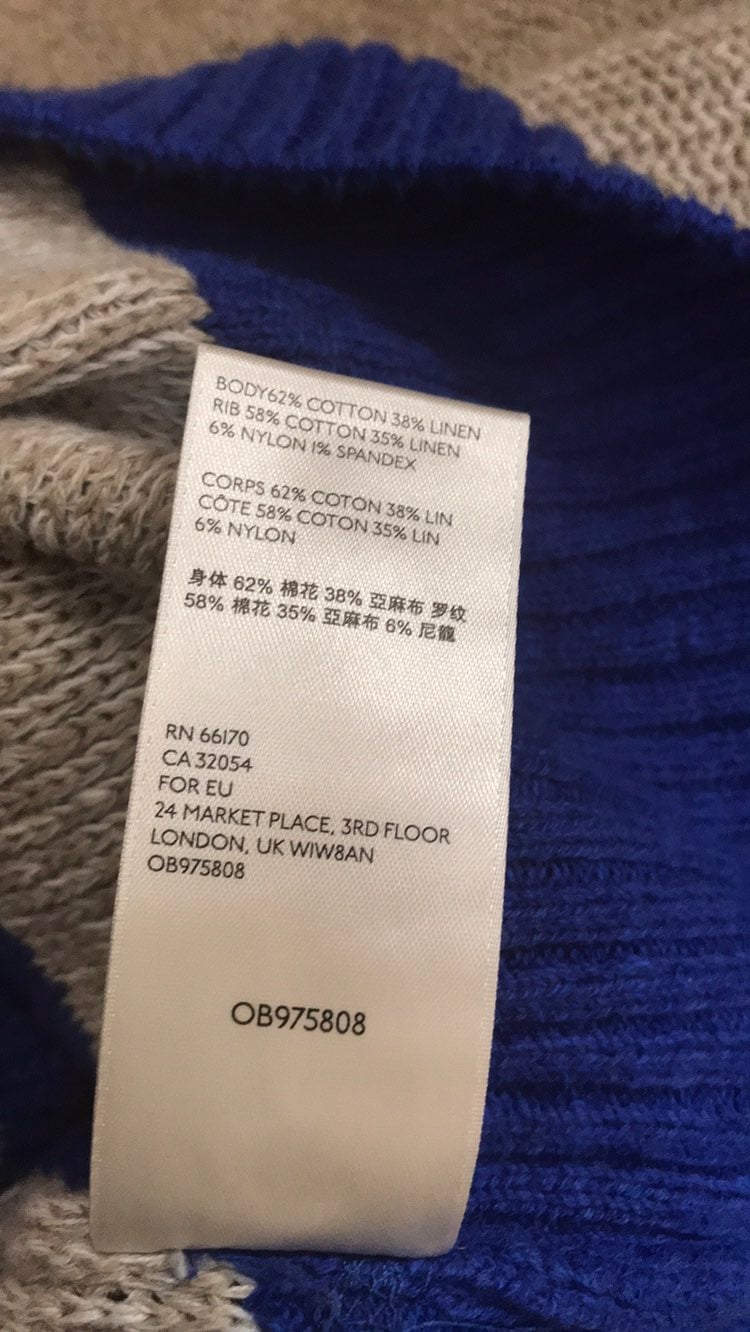 BODY62% COTTON 38% LINEN
RIB 58% COTTON 35% LINEN
6% NYLON 1% SPANDEX
CORPS 62% COTON 38% LIN
CÔTE 58% COTON 35% LIN
6% NYLON
身体 62% 棉花 38% 亞麻布 罗纹
58% 棉花 35% 亞麻布 6% 尼龍
RN 66170
CA 32054
FOR EU
24 MARKET PLACE, 3RD FLOOR
LONDON, UK WIW8AN
OB975808
OB975808